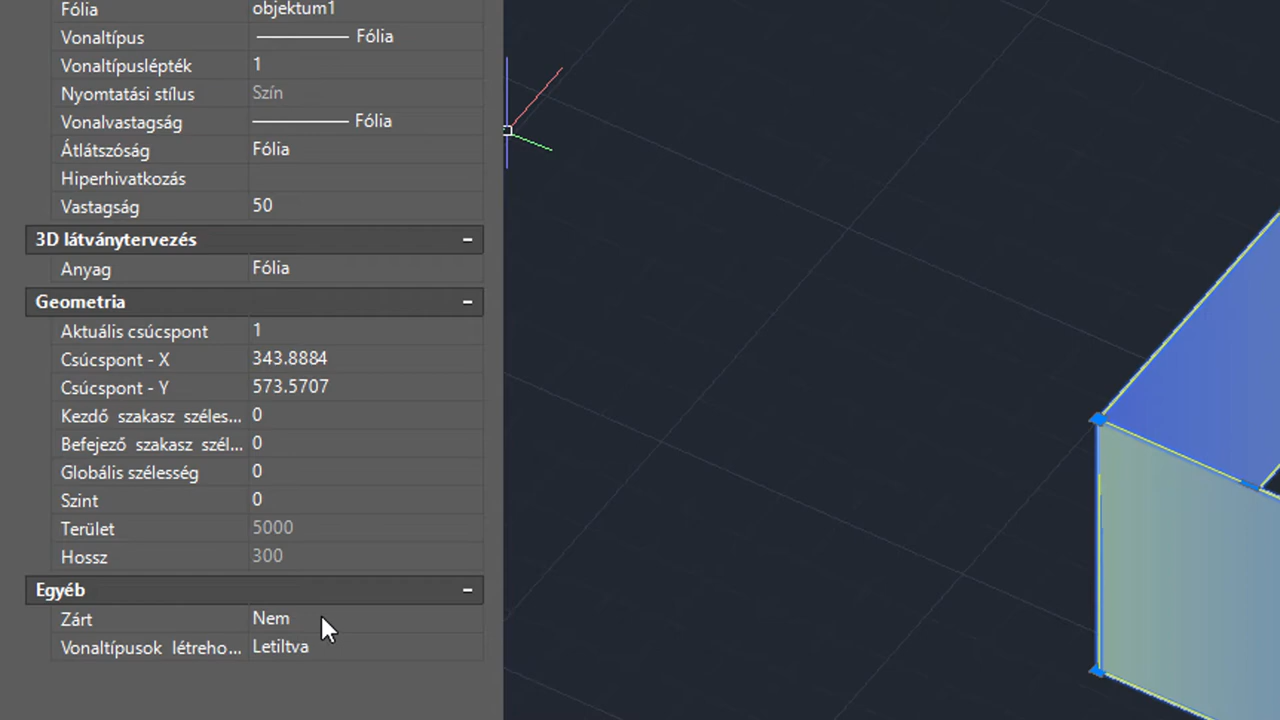 Fólia objektum1
Vonaltípus Fólia
Vonaltípuslépték 1
Nyomtatási stílus Szín
Vonalvastagság Fólia
Átlátszóság Fólia
Hiperhivatkozás
Vastagság 50
3D látványtervezés
Anyag Fólia
Geometria
Aktuális csúcspont 1
Csúcspont - X 343.8884
Csúcspont - Y 573.5707
Kezdő szakasz széles... 0
Befejező szakasz szél... 0
Globális szélesség 0
Szint 0
Terület 5000
Hossz 300
Egyéb
Zárt Nem
Vonaltípusok létreho... Letiltva